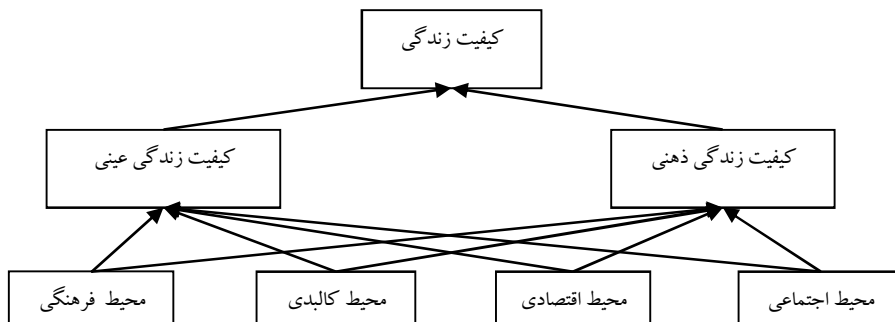 کیفیت زندگی
کیفیت زندگی ذهنی
کیفیت زندگی عینی
محیط اجتماعی
محیط اقتصادی
محیط کالبدی
محیط فرهنگی